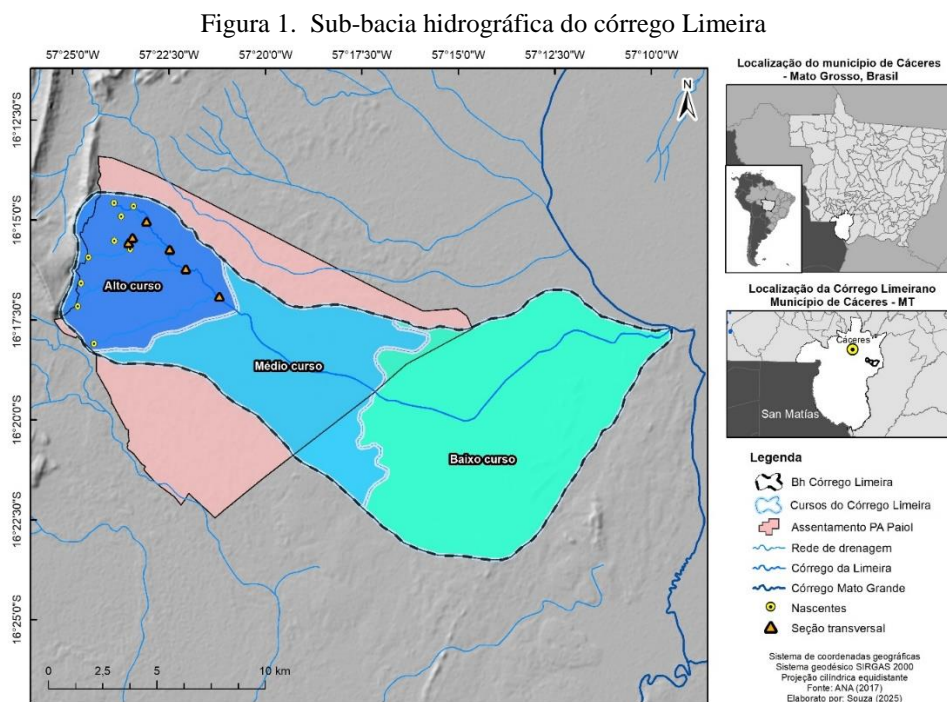 Figura 1. Sub-bacia hidrográfica do córrego Limeira
57°25'0"W 57°22'30"W 57°20'0"W 57°17'30"W 57°15'0"W 57°12'30"W 57°10'0"W
N
16°12'30"S
16°15'0"S
16°17'30"S
16°20'0"S
16°22'30"S
16°25'0"S
Alto curso
Médio curso
Baixo curso
0 2,5 5 10 km
Localização do município de Cáceres
- Mato Grosso, Brasil
Localização da Córrego Limeirano
Municipio de Cáceres - MT
Cáceres
San Matías
Legenda
Bh Córrego Limeira
Cursos do Córrego Limeira
Assentamento PA Paiol
Rede de drenagem
Córrego da Limeira
Córrego Mato Grande
Nascentes
Seção transversal
Sistema de coordenadas geográficas
Sistema geodésico SIRGAS 2000
Projeção cilíndrica equidistante
Fonte: ANA (2017)
Elaborato por: Souza (2025)